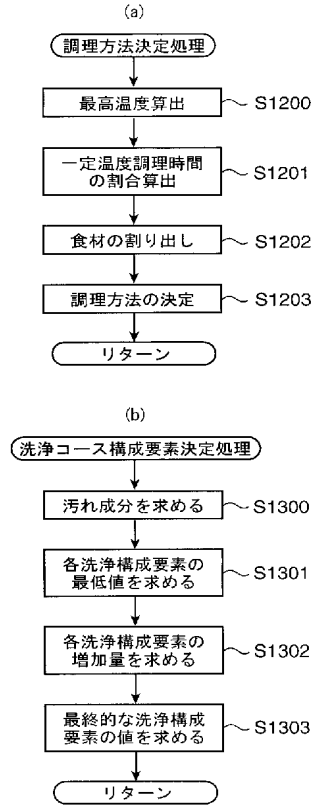 (a)
調理方法決定処理
最高温度算出
S1200
一定温度調理時間
の割合算出
S1201
食材の割り出し
S1202
調理方法の決定
S1203
リターン
(b)
洗浄コース構成要素決定処理
汚れ成分を求める
S1300
各洗浄構成要素の
最低値を求める
S1301
各洗浄構成要素の
増加量を求める
S1302
最終的な洗浄構成
要素の値を求める
S1303
リターン